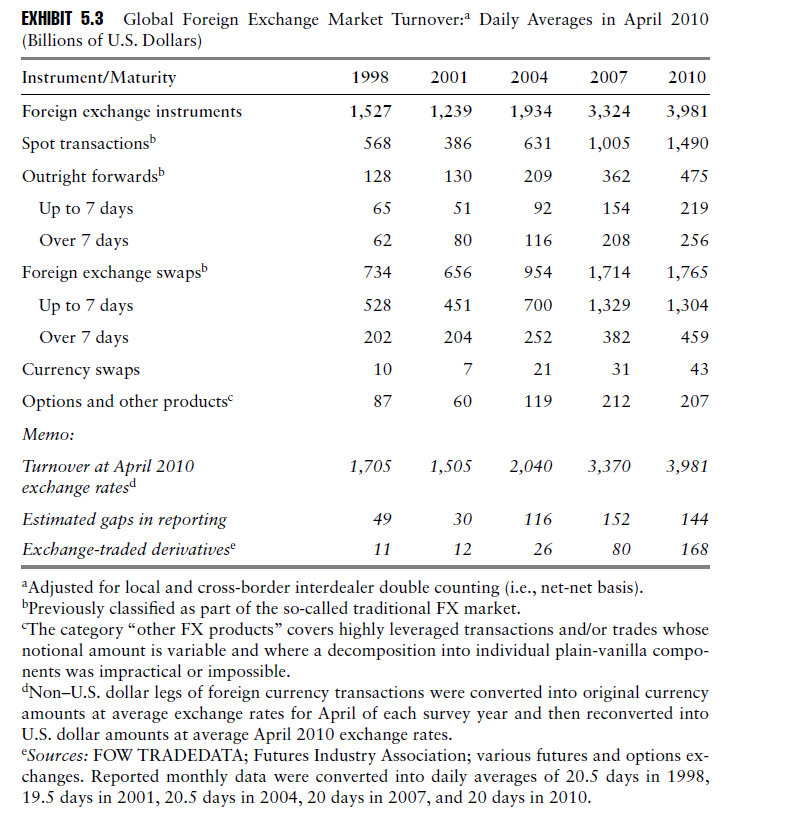 EXHIBIT 5.3 Global Foreign Exchange Market Turnover:a Daily Averages in April 2010
(Billions of U.S. Dollars)
Instrument/Maturity 1998 2001 2004 2007 2010
Foreign exchange instruments 1,527 1,239 1,934 3,324 3,981
Spot transactionsb 568 386 631 1,005 1,490
Outright forwardsb 128 130 209 362 475
Up to 7 days 65 51 92 154 219
Over 7 days 62 80 116 208 256
Foreign exchange swapsb 734 656 954 1,714 1,765
Up to 7 days 528 451 700 1,329 1,304
Over 7 days 202 204 252 382 459
Currency swaps 10 7 21 31 43
Options and other productsc 87 60 119 212 207
Memo:
Turnover at April 2010 1,705 1,505 2,040 3,370 3,981
exchange ratesd
Estimated gaps in reporting 49 30 116 152 144
Exchange-traded derivativese 11 12 26 80 168
aAdjusted for local and cross-border interdealer double counting (i.e., net-net basis).
bPreviously classified as part of the so-called traditional FX market.
cThe category “other FX products” covers highly leveraged transactions and/or trades whose
notional amount is variable and where a decomposition into individual plain-vanilla compo-
nents was impractical or impossible.
dNon–U.S. dollar legs of foreign currency transactions were converted into original currency
amounts at average exchange rates for April of each survey year and then reconverted into
U.S. dollar amounts at average April 2010 exchange rates.
eSources: FOW TRADEDATA; Futures Industry Association; various futures and options ex-
changes. Reported monthly data were converted into daily averages of 20.5 days in 1998,
19.5 days in 2001, 20.5 days in 2004, 20 days in 2007, and 20 days in 2010.